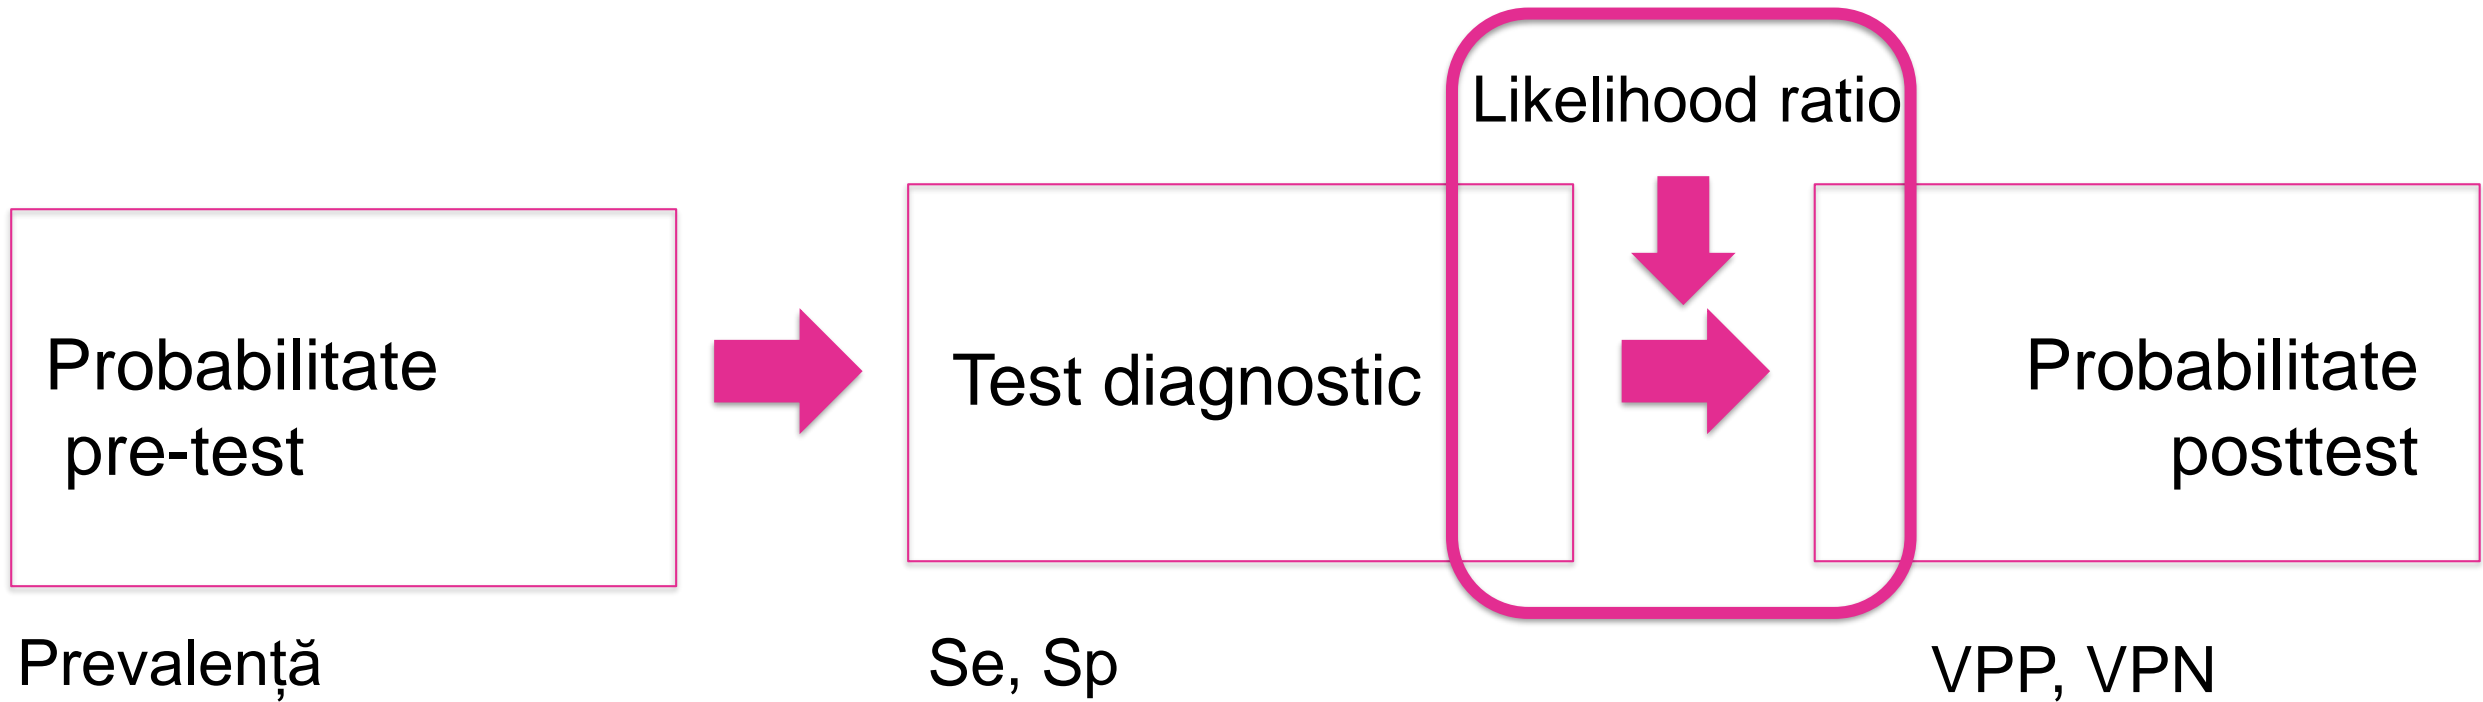 Likelihood ratio
Probabilitate
pre-test
Test diagnostic
Probabilitate
posttest
Prevalență
Se, Sp
VPP, VPN